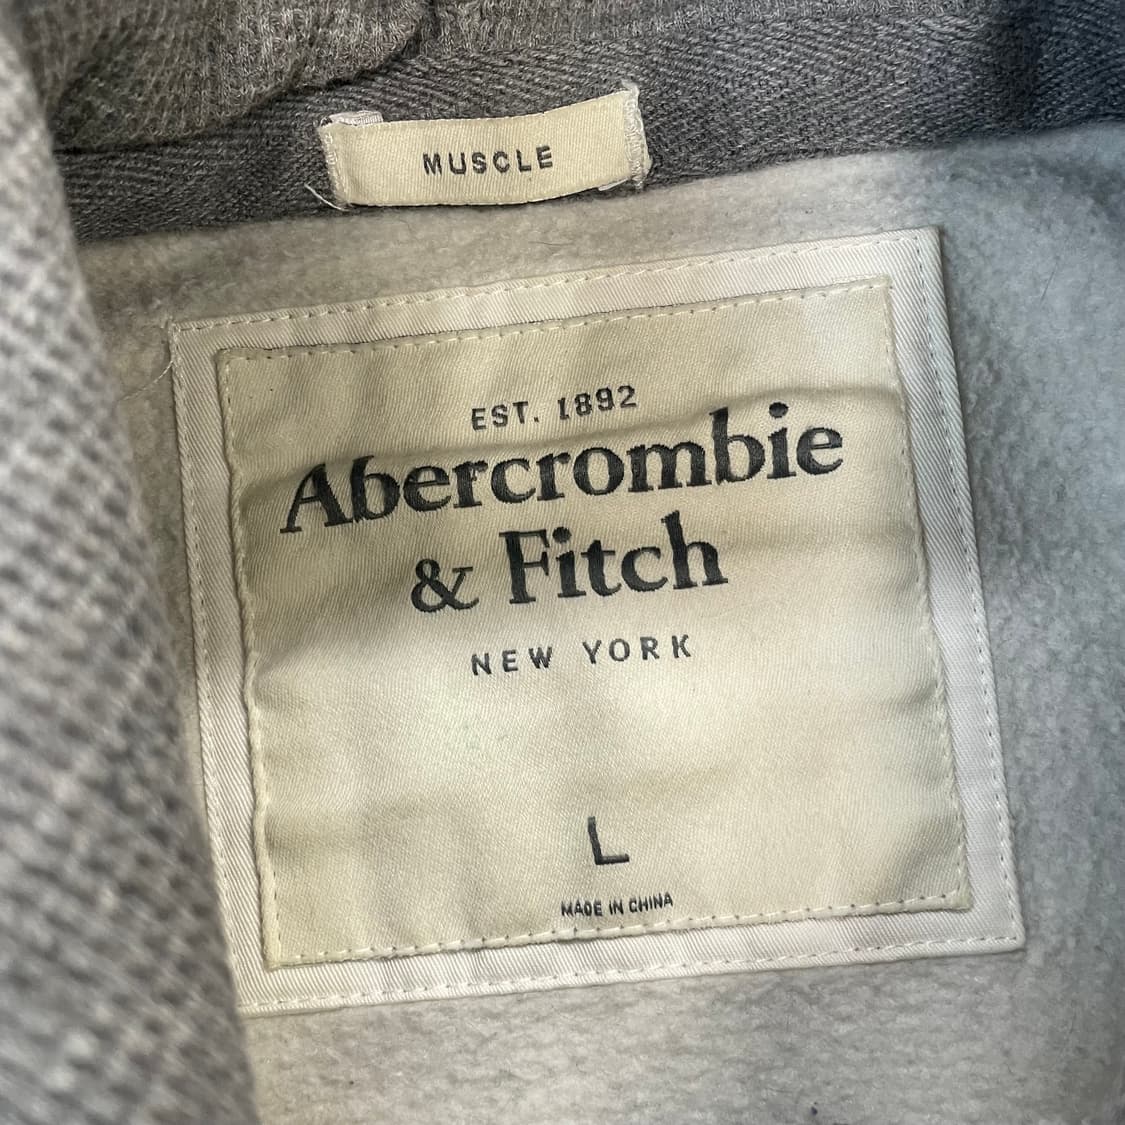 MUSCLE
EST. 1892
Abercrombie
& Fitch
NEW YORK
L
MADE IN CHINA